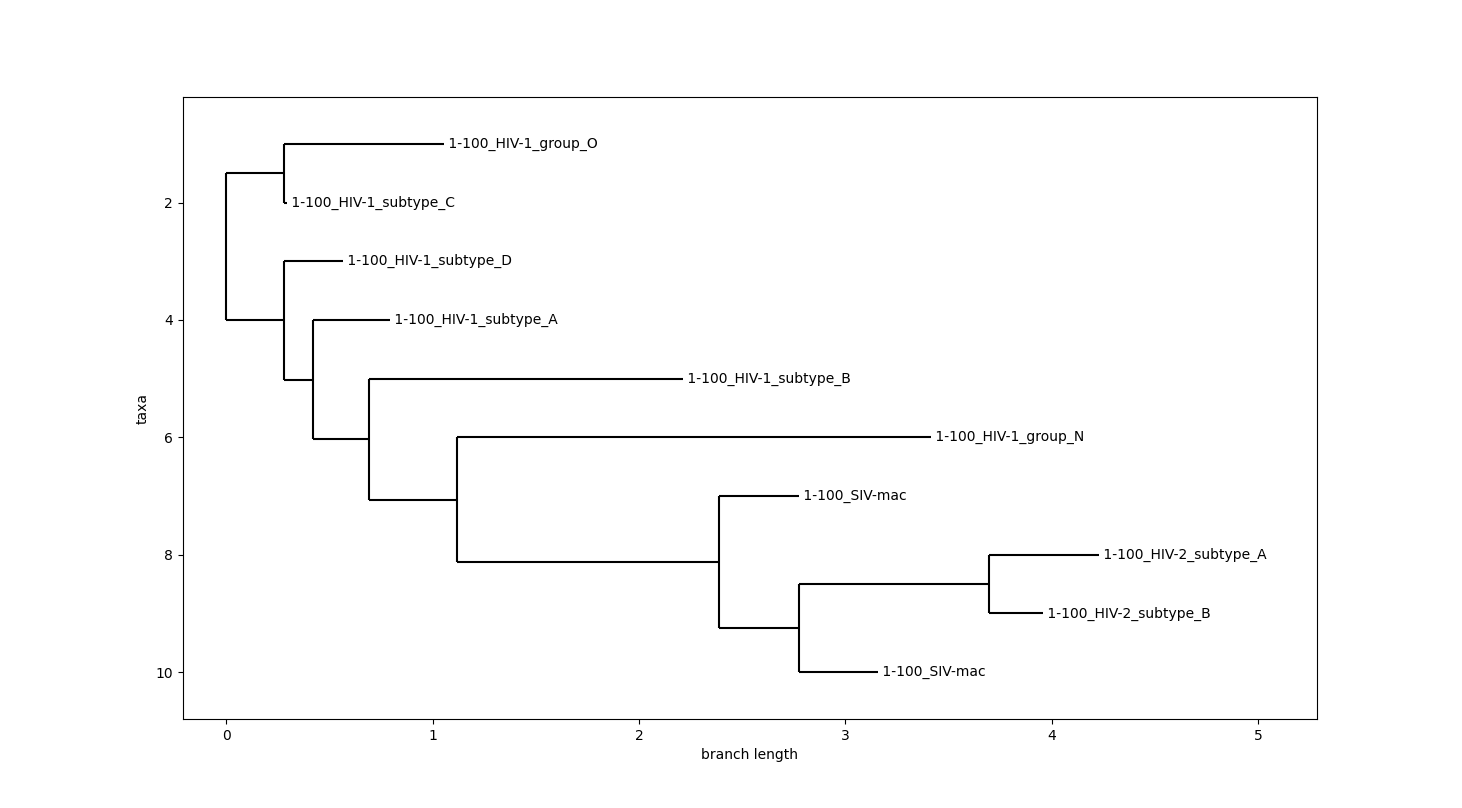 1-100_HIV-1_group_O
2
1-100_HIV-1_subtype_C
1-100_HIV-1_subtype_D
4
1-100_HIV-1_subtype_A
1-100_HIV-1_subtype_B
taxa
6
1-100_HIV-1_group_N
1-100_SIV-mac
8
1-100_HIV-2_subtype_A
1-100_HIV-2_subtype_B
10
1-100_SIV-mac
0 1 2 3 4 5
branch length